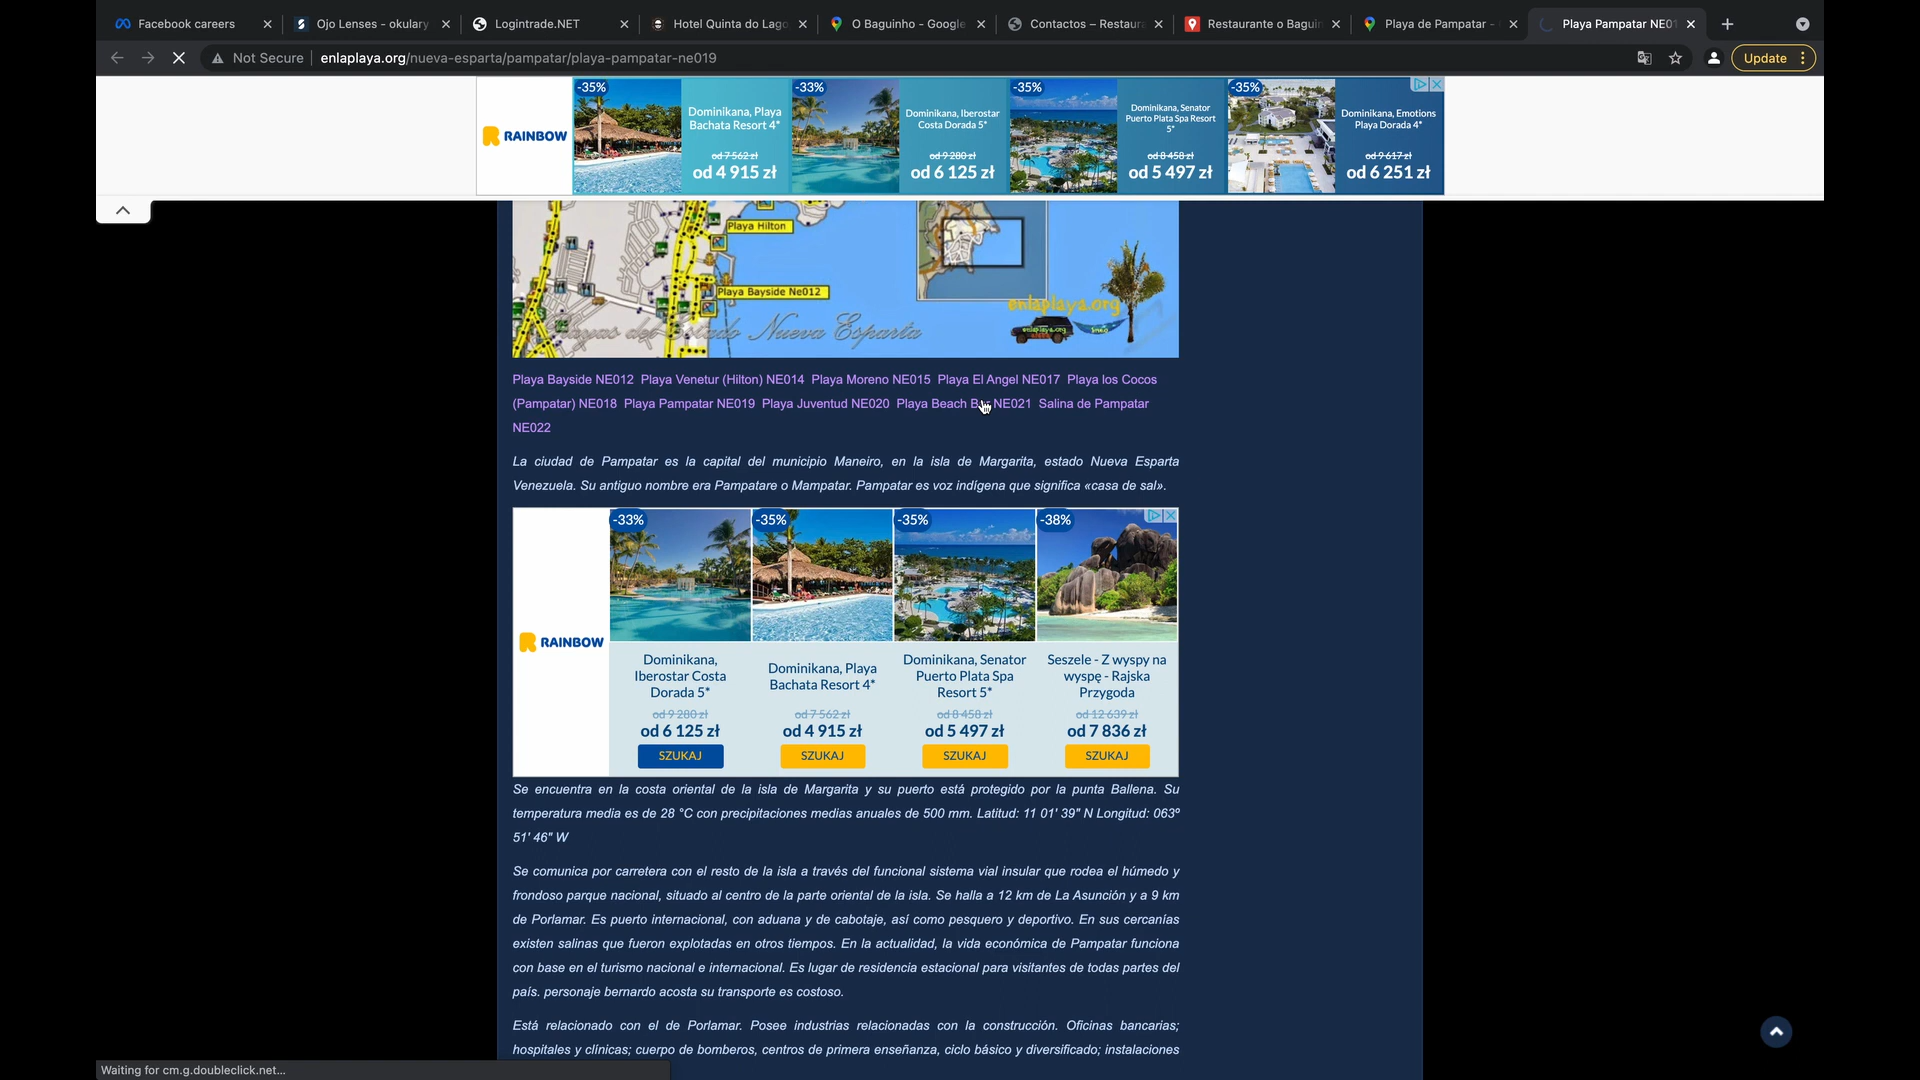 Facebook careers
Ojo Lenses - okulary
Logintrade.NET
Hotel Quinta do Lago
O Baguinho - Google
Contactos – Restaura
Restaurante o Baguin
Playa de Pampatar -
Playa Pampatar NE01
Not Secure
enlaplaya.org/nueva-esparta/pampatar/playa-pampatar-ne019
Update
RAINBOW
-35%
Dominikana, Playa
Bachata Resort 4*
od 7 562 zł
od 4 915 zł
-33%
Dominikana, Iberostar
Costa Dorada 5*
od 9 280 zł
od 6 125 zł
-35%
Dominikana, Senator
Puerto Plata Spa Resort
5*
od 8 458 zł
od 5 497 zł
-35%
Dominikana, Emotions
Playa Dorada 4*
od 9 617 zł
od 6 251 zł
Playa Hilton
Playa Bayside Ne012
enlaplaya.org
Playas del Estado Nueva Esparta
enlaplaya.org
Playa Bayside NE012 Playa Venetur (Hilton) NE014 Playa Moreno NE015 Playa El Angel NE017 Playa los Cocos
(Pampatar) NE018 Playa Pampatar NE019 Playa Juventud NE020 Playa Beach Bar NE021 Salina de Pampatar
NE022
La ciudad de Pampatar es la capital del municipio Maneiro, en la isla de Margarita, estado Nueva Esparta
Venezuela. Su antiguo nombre era Pampatare o Mampatar. Pampatar es voz indígena que significa «casa de sal».
RAINBOW
-33%
Dominikana,
Iberostar Costa
Dorada 5*
od 9 280 zł
od 6 125 zł
SZUKAJ
-35%
Dominikana, Playa
Bachata Resort 4*
od 7 562 zł
od 4 915 zł
SZUKAJ
-35%
Dominikana, Senator
Puerto Plata Spa
Resort 5*
od 8 458 zł
od 5 497 zł
SZUKAJ
-38%
Seszele - Z wyspy na
wyspę - Rajska
Przygoda
od 12 639 zł
od 7 836 zł
SZUKAJ
Se encuentra en la costa oriental de la isla de Margarita y su puerto está protegido por la punta Ballena. Su
temperatura media es de 28 °C con precipitaciones medias anuales de 500 mm. Latitud: 11 01' 39" N Longitud: 063º
51' 46" W
Se comunica por carretera con el resto de la isla a través del funcional sistema vial insular que rodea el húmedo y
frondoso parque nacional, situado al centro de la parte oriental de la isla. Se halla a 12 km de La Asunción y a 9 km
de Porlamar. Es puerto internacional, con aduana y de cabotaje, así como pesquero y deportivo. En sus cercanías
existen salinas que fueron explotadas en otros tiempos. En la actualidad, la vida económica de Pampatar funciona
con base en el turismo nacional e internacional. Es lugar de residencia estacional para visitantes de todas partes del
país. personaje bernardo acosta su transporte es costoso.
Está relacionado con el de Porlamar. Posee industrias relacionadas con la construcción. Oficinas bancarias;
hospitales y clínicas; cuerpo de bomberos, centros de primera enseñanza, ciclo básico y diversificado; instalaciones
Waiting for cm.g.doubleclick.net...